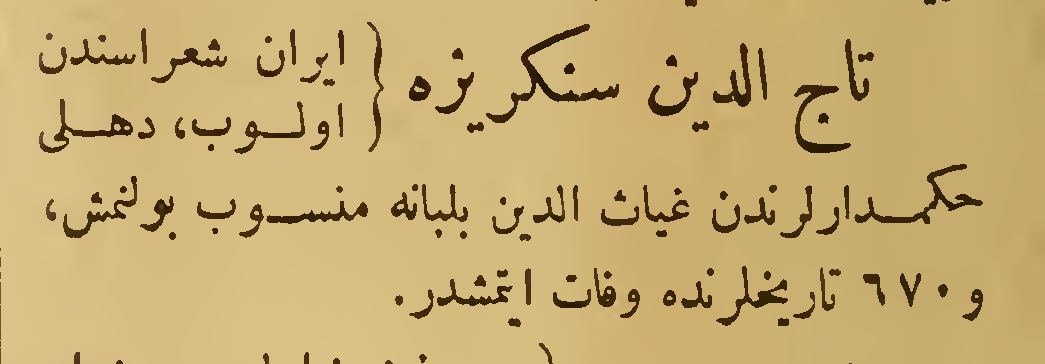 تاج الدین سنکریزه { ایران شعراسندن
اولوب، دهلی
حکمدارلرندن غیاث الدین بلبانه منسوب بولنمش،
و ٦٧٠ تاریخلرنده وفات ایتمشدر.